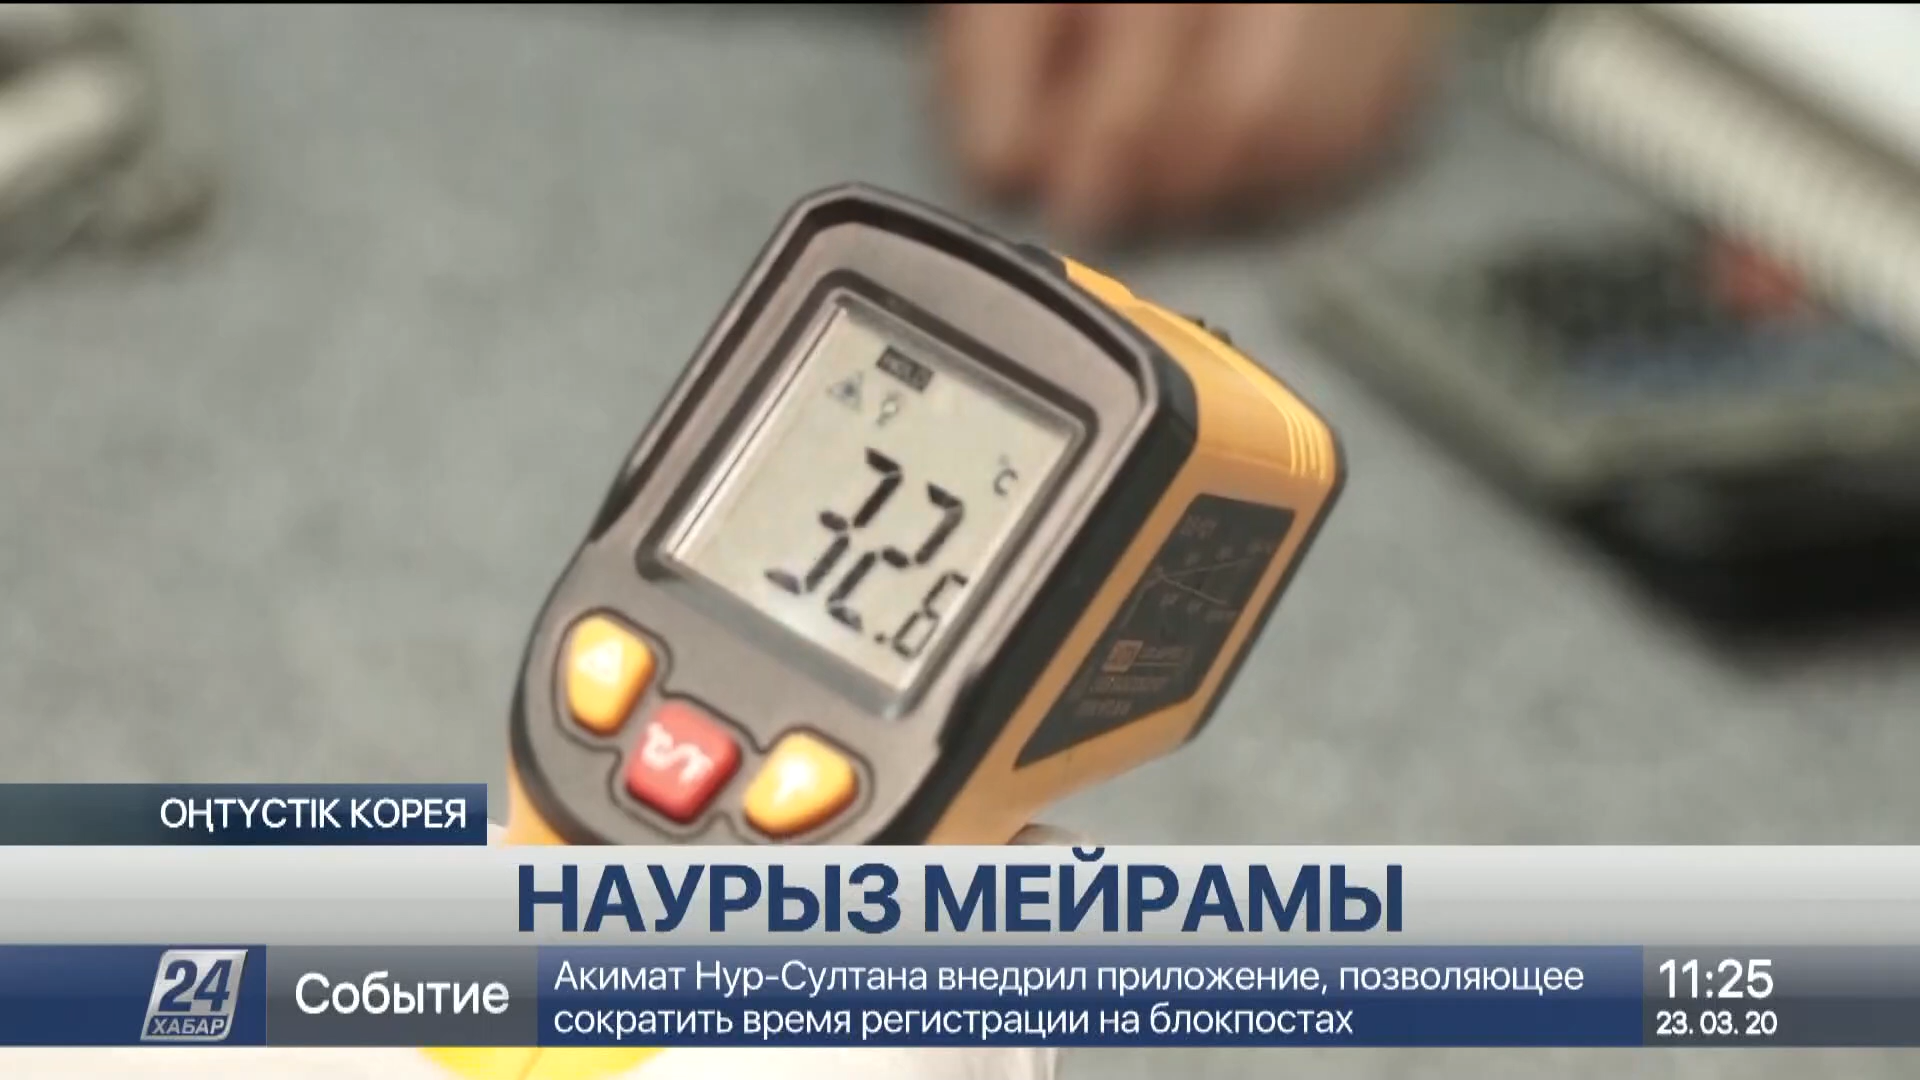 HOLD
°C
32.6
°C/°F
ОҢТҮСТІК КОРЕЯ
НАУРЫЗ МЕЙРАМЫ
24
ХАБАР
Событие
Акимат Нур-Султана внедрил приложение, позволяющее
сократить время регистрации на блокпостах
11:25
23. 03. 20